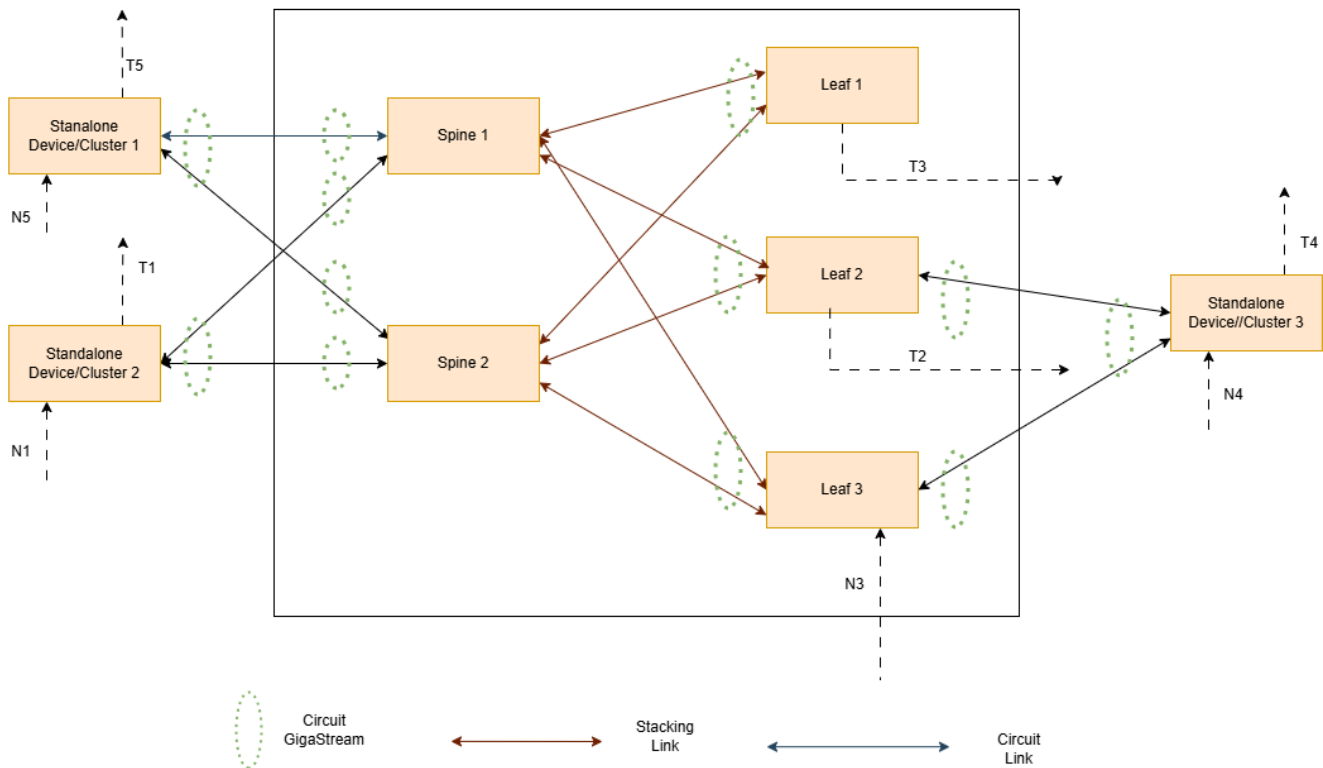 T5
Leaf 1
Stanalone
Device/Cluster 1
Spine 1
T3
N5
T4
T1
Leaf 2
Standalone
Device//Cluster 3
Standalone
Device/Cluster 2
Spine 2
T2
N4
N1
Leaf 3
N3
Circuit
GigaStream
Stacking
Link
Circuit
Link